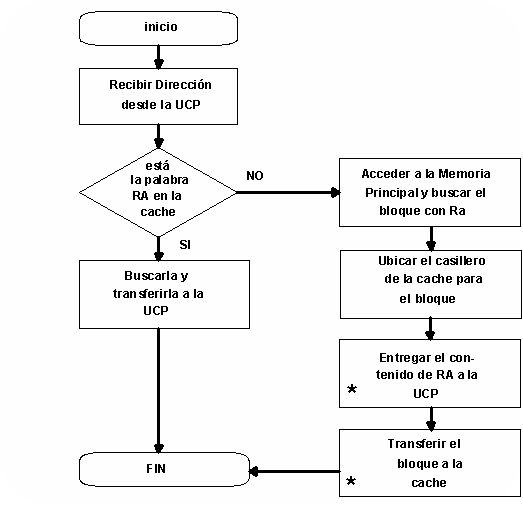 inicio
Recibir Dirección
desde la UCP
está
la palabra
RA en la
cache
NO
SI
Buscarla y
transferirla a la
UCP
Acceder a la Memoria
Principal y buscar el
bloque con Ra
Ubicar el casillero
de la cache para
el bloque
Entregar el con-
tenido de RA a la
* UCP
Transferir el
bloque a la
* cache
FIN